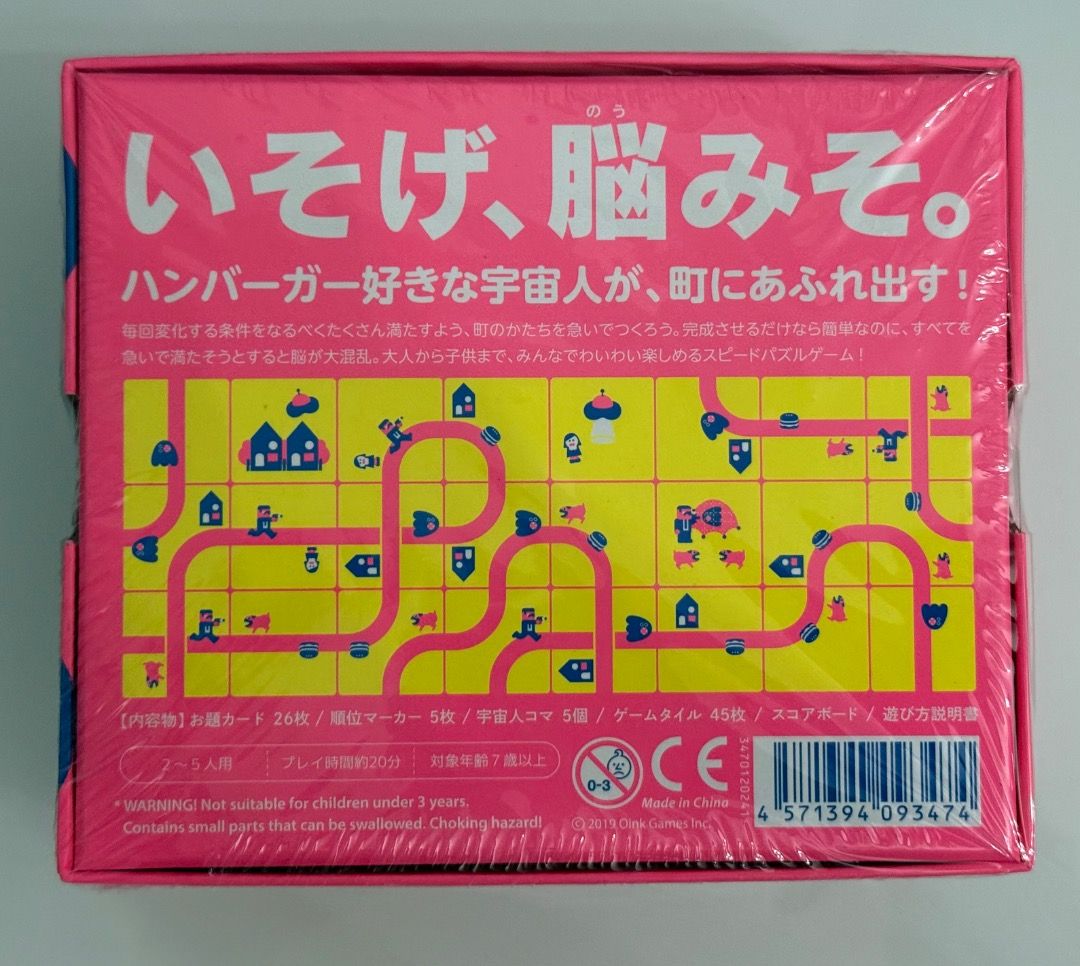 のう
いそげ、脳みそ。
ハンバーガー好きな宇宙人が、町にあふれ出す！
毎回変化する条件をなるべくたくさん満たすよう、町のかたちを急いでつくろう。完成させるだけなら簡単なのに、すべてを
急いで満たそうとすると脳が大混乱。大人から子供まで、みんなでわいわい楽しめるスピードパズルゲーム！
【内容物】お題カード 26枚 / 順位マーカー 5枚 / 宇宙人コマ 5個 / ゲームタイル 45枚 / スコアボード / 遊び方説明書
2〜5人用 プレイ時間約20分 対象年齢7歳以上
* WARNING! Not suitable for children under 3 years.
Contains small parts that can be swallowed. Choking hazard!
0-3
CE
Made in China
© 2019 Oink Games Inc.
3470120241
4 571394 093474